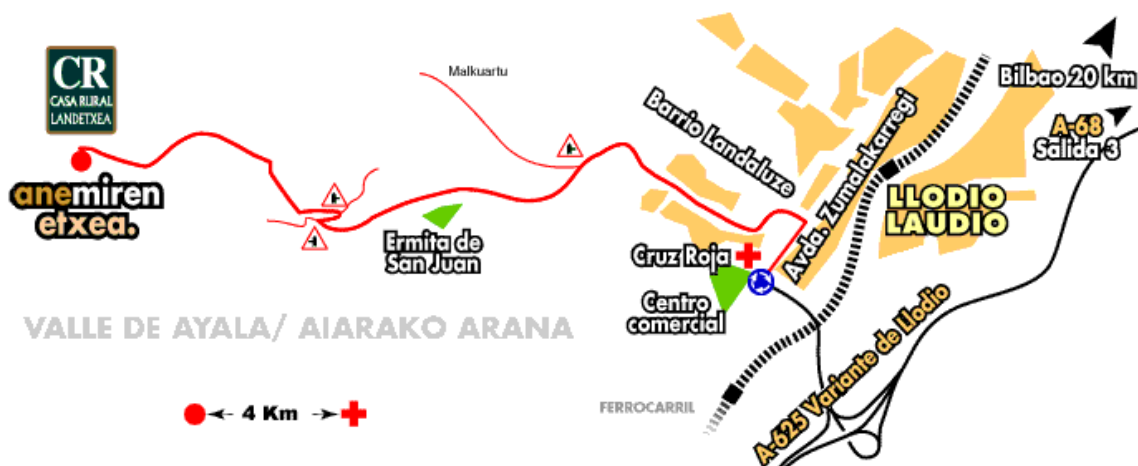 CR
CASA RURAL
LANDETXEA
anemiren
etxea.
Malkuartu
Barrio Landaluze
Avda. Zumalakarregi
Bilbao 20 km
A-68
Salida 3
LLODIO
LAUDIO
Ermita de
San Juan
Cruz Roja
Centro
comercial
VALLE DE AYALA/ AIARAKO ARANA
A-625 Variante de Llodio
FERROCARRIL
4 Km